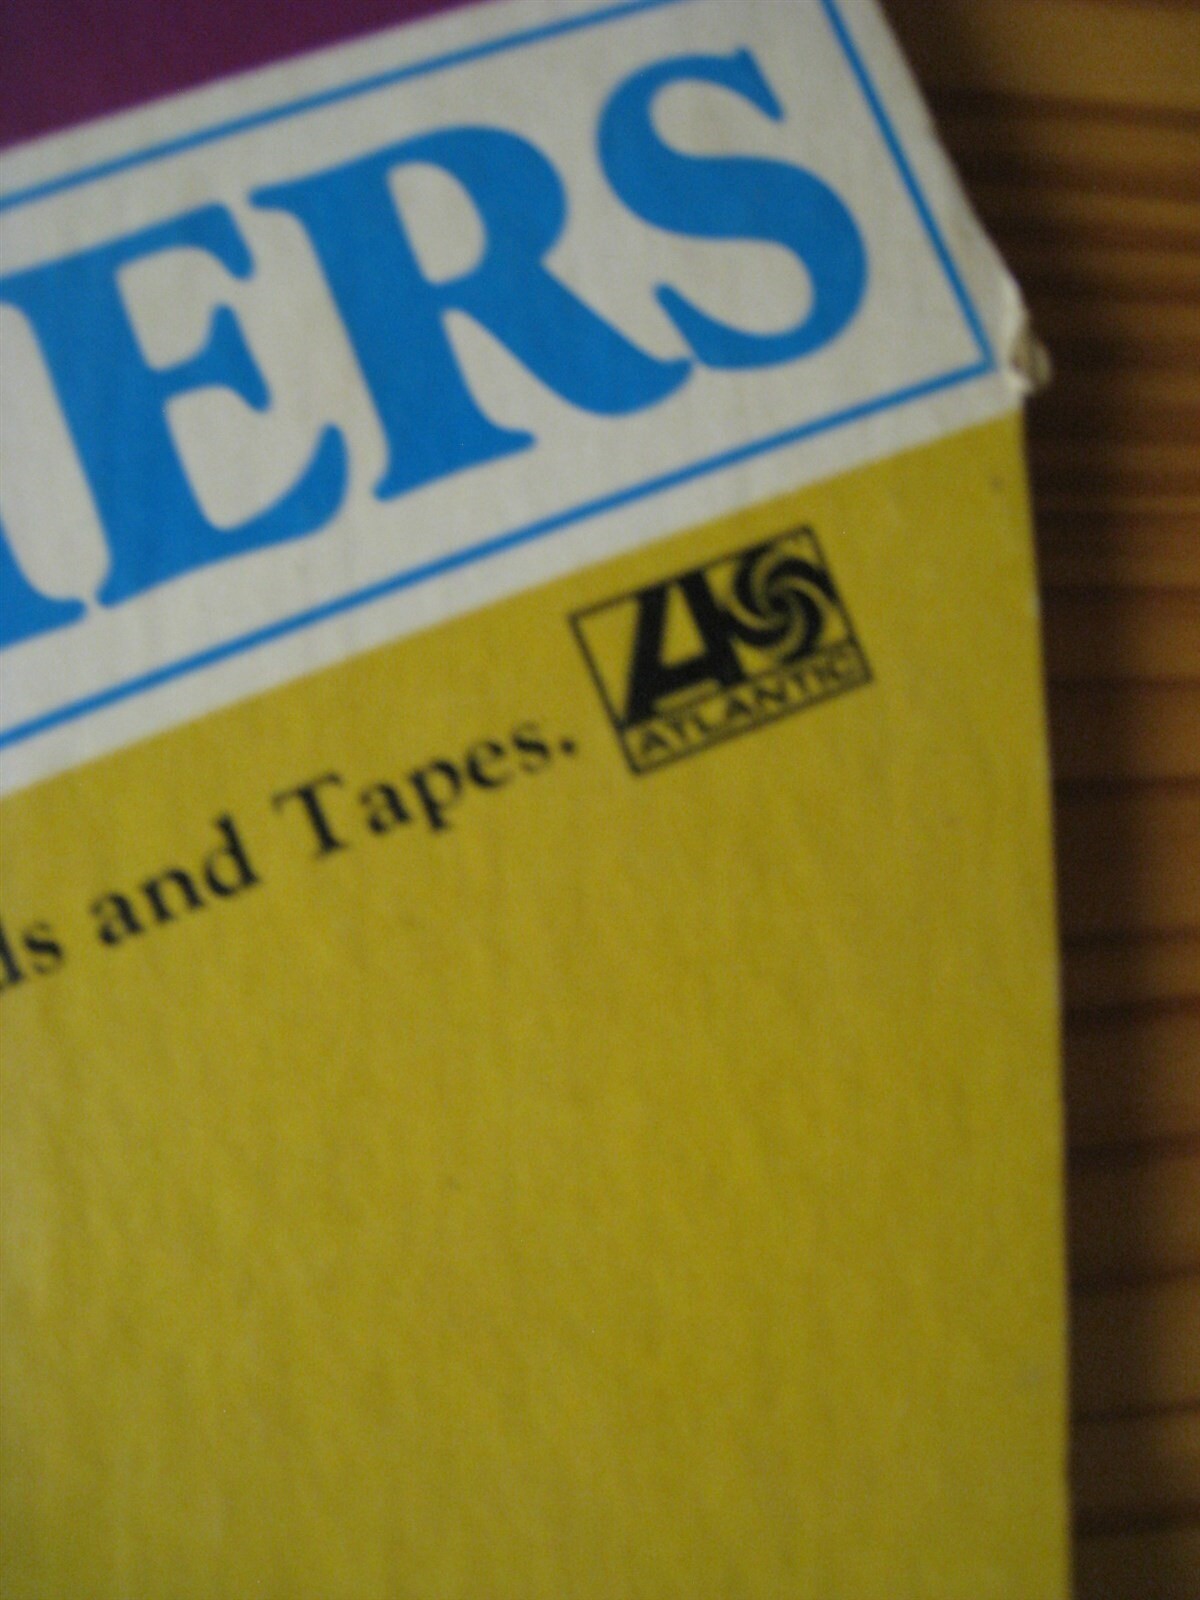 ERS
ds and Tapes.
ATLANTIC